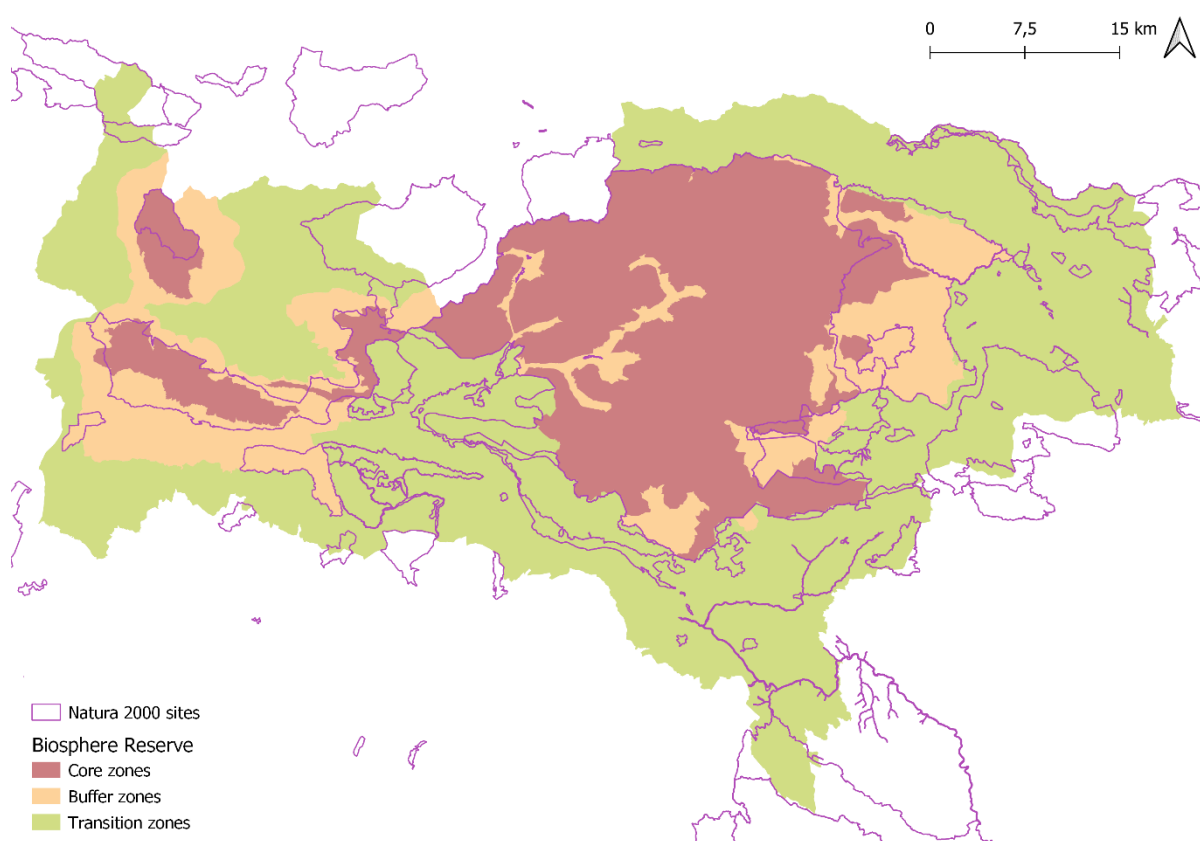 0 7,5 15 km
Natura 2000 sites
Biosphere Reserve
Core zones
Buffer zones
Transition zones